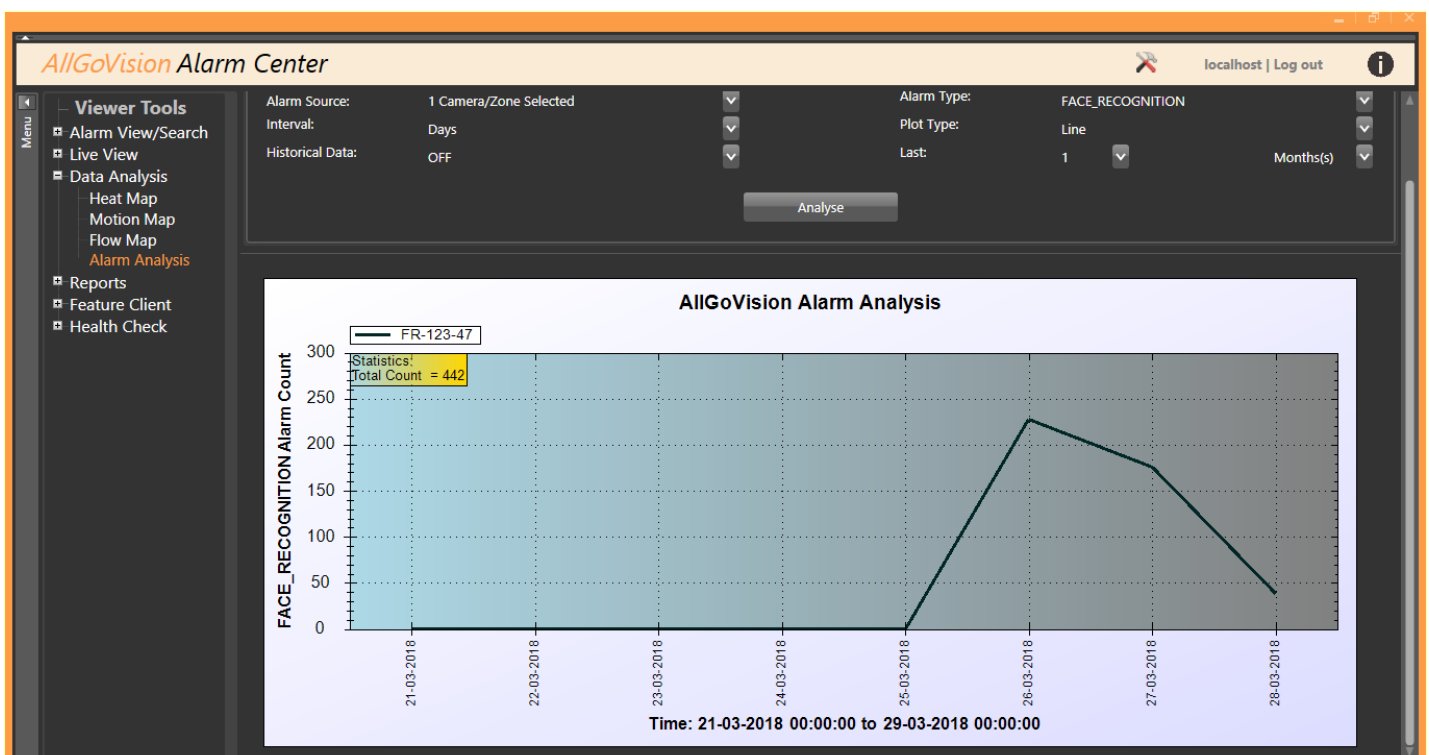 AllGoVision Alarm Center
localhost | Log out
Menu
Viewer Tools
Alarm View/Search
Live View
Data Analysis
Heat Map
Motion Map
Flow Map
Alarm Analysis
Reports
Feature Client
Health Check
Alarm Source: 1 Camera/Zone Selected Alarm Type: FACE_RECOGNITION
Interval: Days Plot Type: Line
Historical Data: OFF Last: 1 Months(s)
Analyse
AllGoVision Alarm Analysis
FR-123-47
Statistics:
Total Count = 442
FACE_RECOGNITION Alarm Count
300
250
200
150
100
50
0
21-03-2018
22-03-2018
23-03-2018
24-03-2018
25-03-2018
26-03-2018
27-03-2018
28-03-2018
Time: 21-03-2018 00:00:00 to 29-03-2018 00:00:00